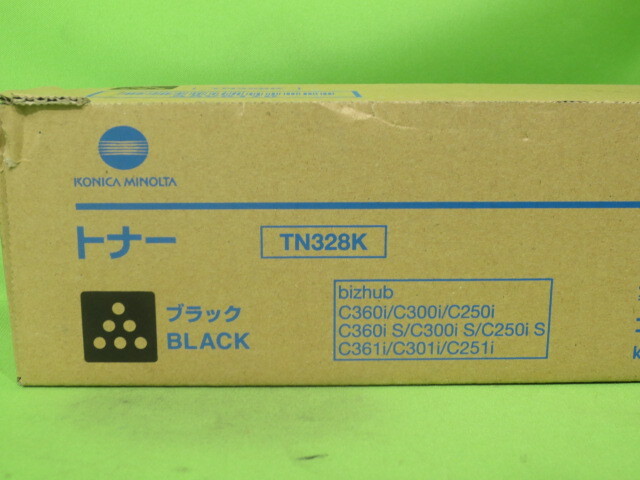 KONICA MINOLTA
トナー
TN328K
ブラック
BLACK
bizhub
C360i/C300i/C250i
C360i S/C300i S/C250i S
C361i/C301i/C251i